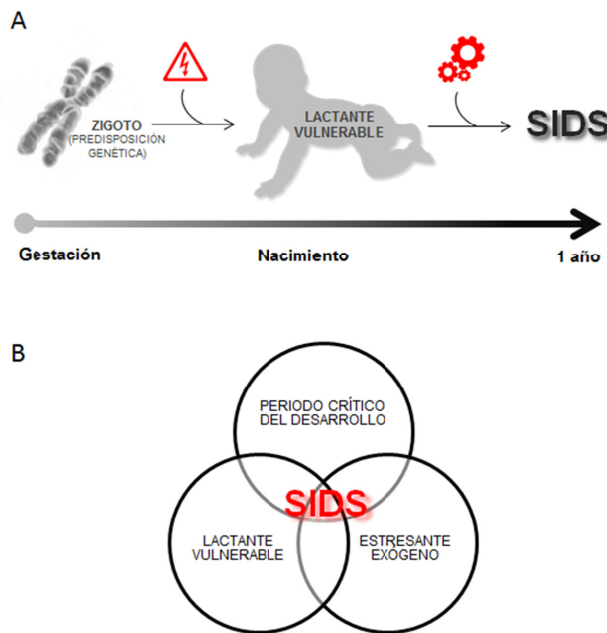 A
ZIGOTO
(PREDISPOSICIÓN
GENÉTICA)
LACTANTE
VULNERABLE
SIDS
Gestación
Nacimiento
1 año
B
PERIODO CRÍTICO
DEL DESARROLLO
SIDS
LACTANTE
VULNERABLE
ESTRESANTE
EXÓGENO